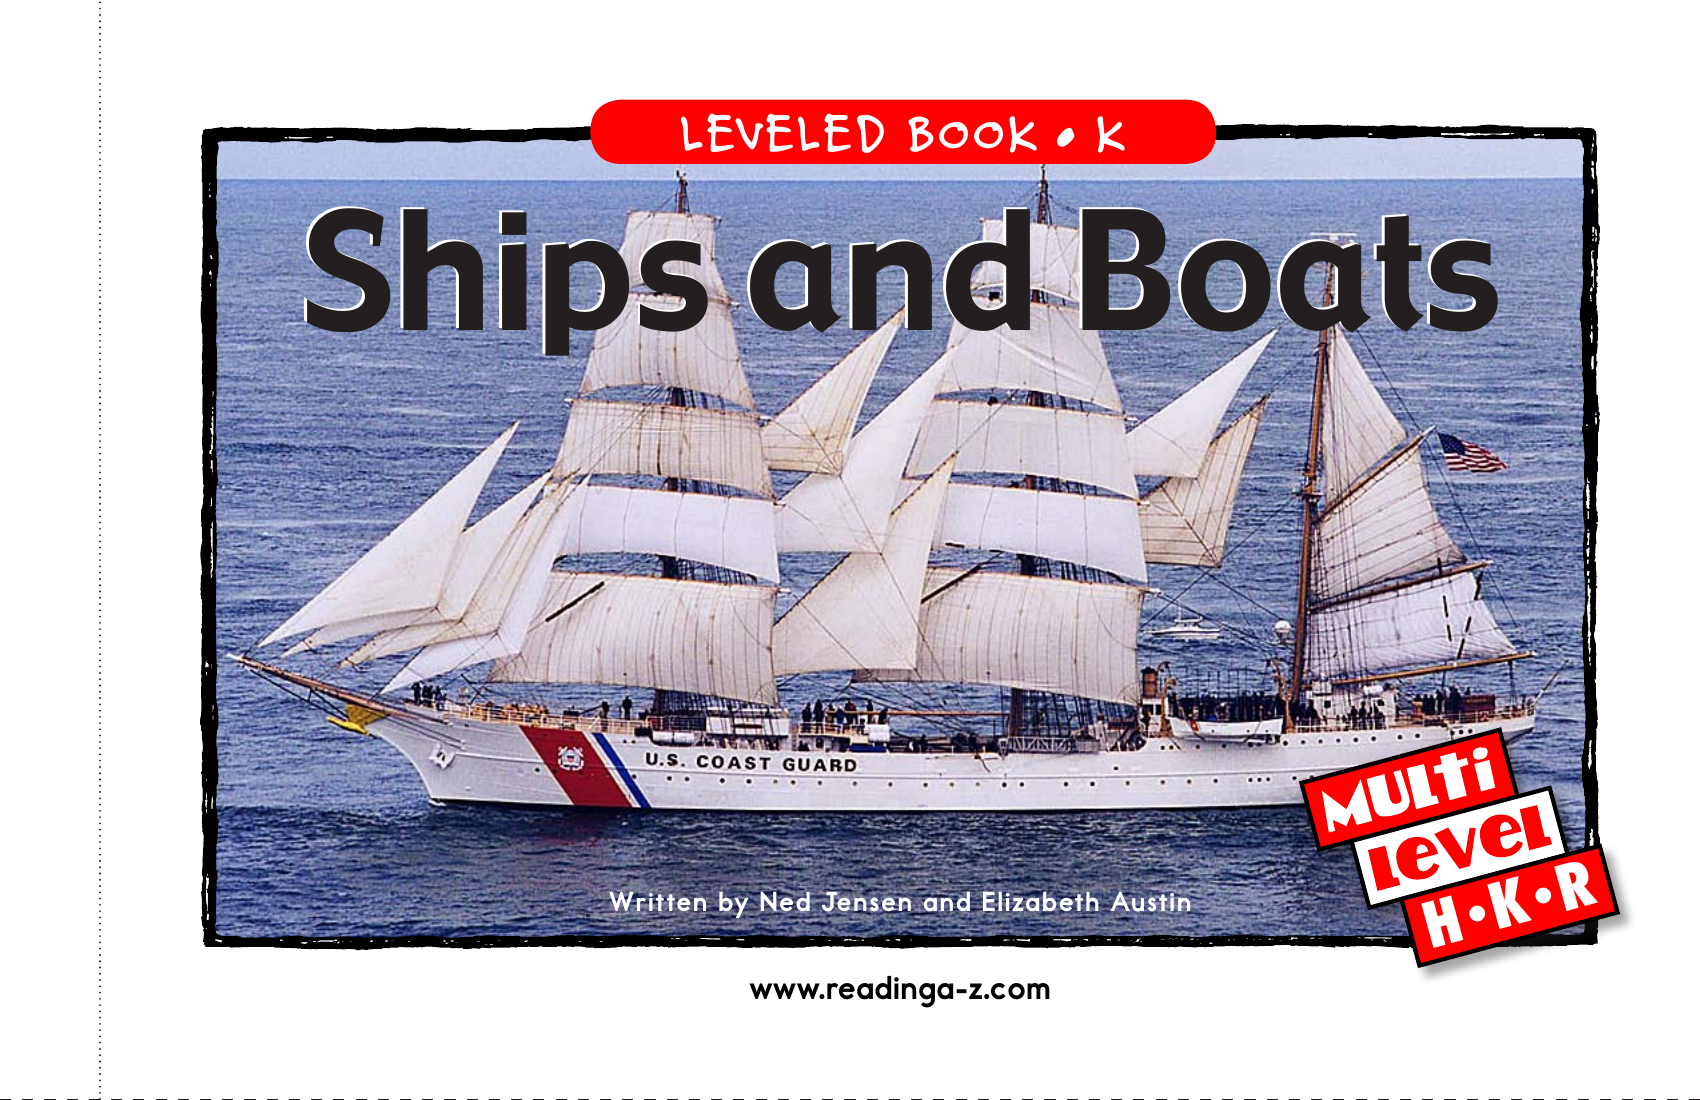 LEVELED BOOK • K
Ships and Boats
U.S. COAST GUARD
MULti
Level
H•K•R
Written by Ned Jensen and Elizabeth Austin
www.readinga-z.com